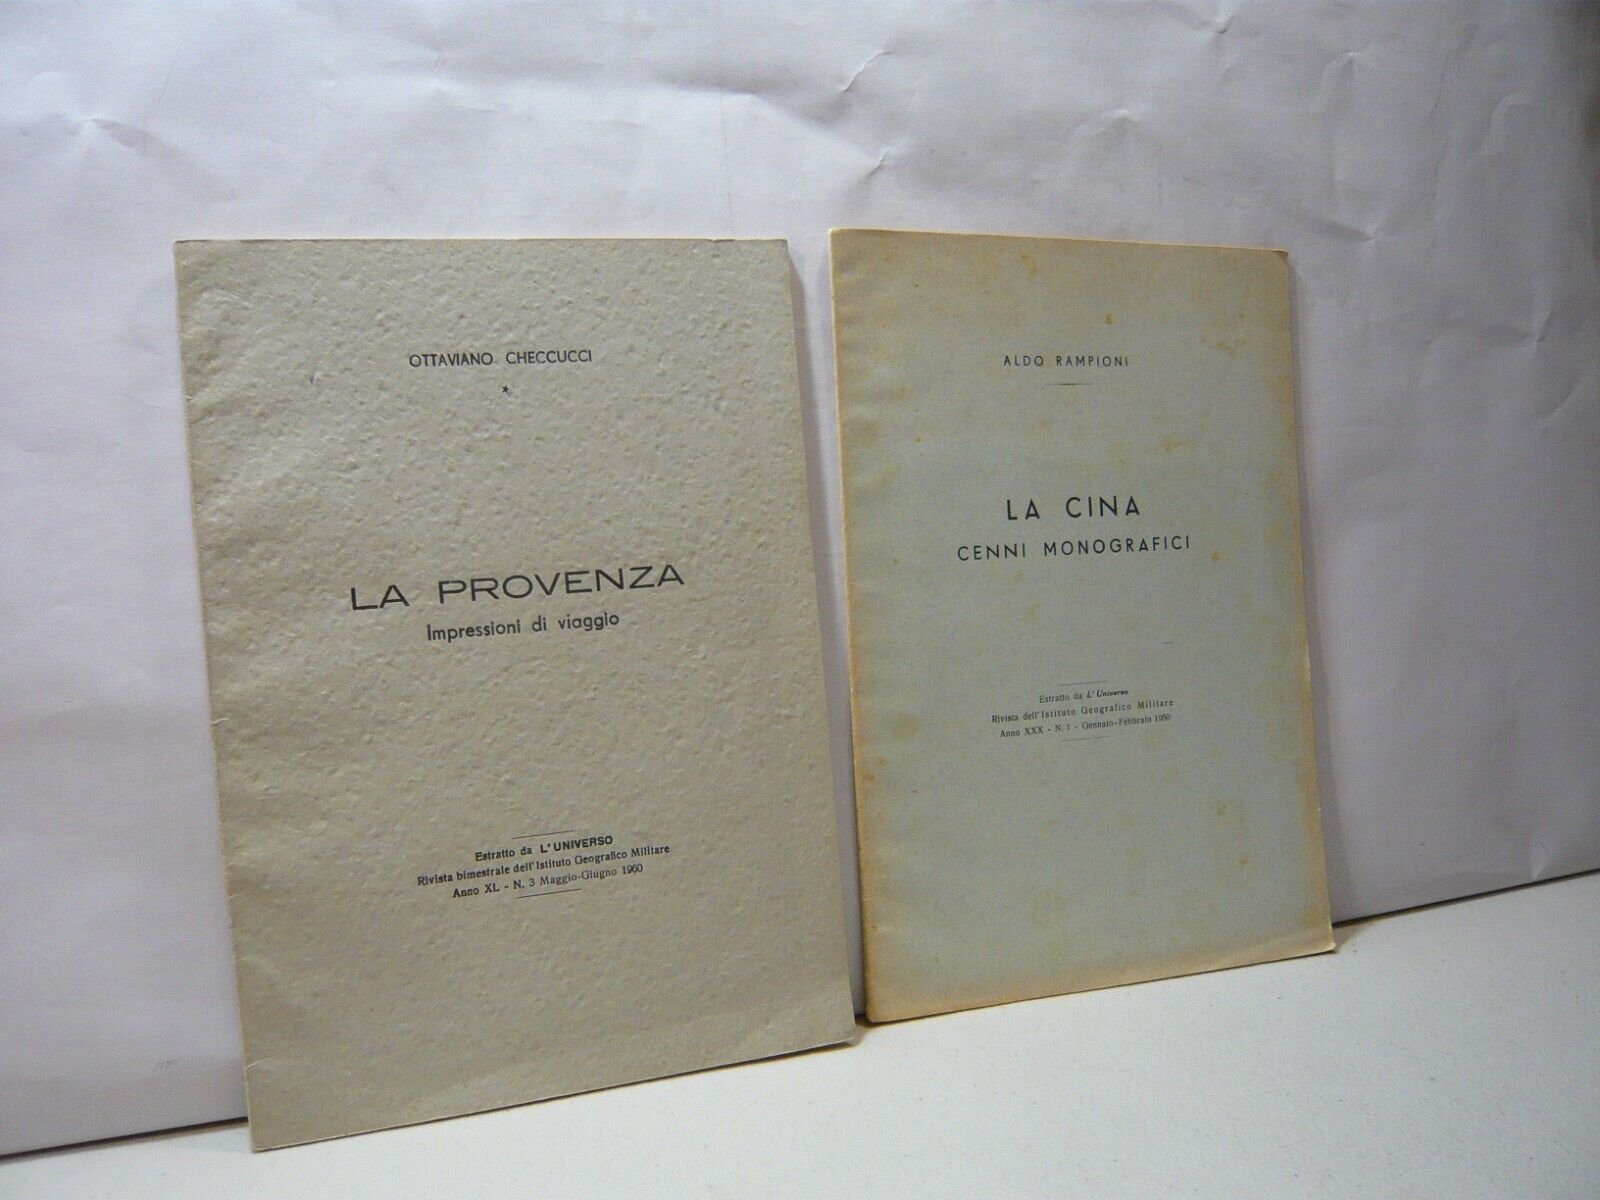 OTTAVIANO CHECCUCCI
*
LA PROVENZA
Impressioni di viaggio
Estratto da L'UNIVERSO
Rivista bimestrale dell'Istituto Geografico Militare
Anno XL - N. 3 Maggio-Giugno 1960
ALDO RAMPIONI
LA CINA
CENNI MONOGRAFICI
Estratto da L'Universo
Rivista dell'Istituto Geografico Militare
Anno XXX - N. 1 - Gennaio-Febbraio 1950